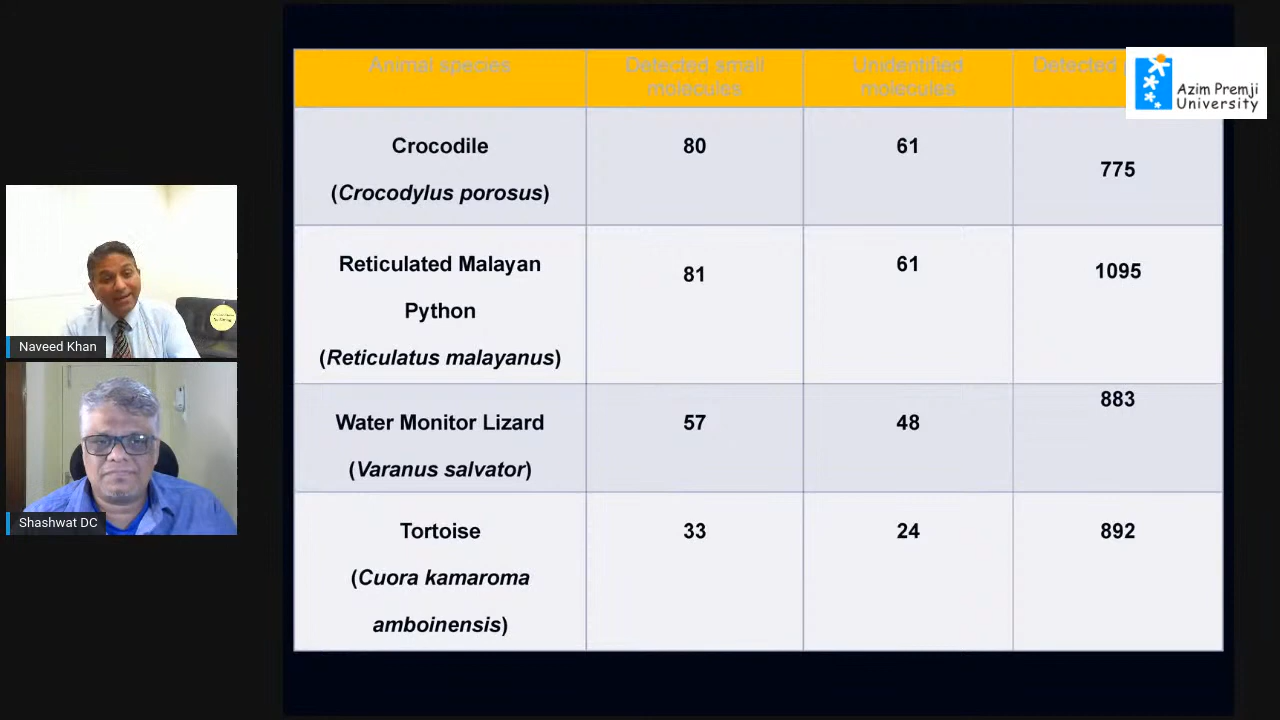 Animal species
Detected small
molecules
Unidentified
molecules
Detected
Azim Premji
University
Crocodile
(Crocodylus porosus)
80
61
775
Reticulated Malayan
Python
(Reticulatus malayanus)
81
61
1095
Water Monitor Lizard
(Varanus salvator)
57
48
883
Tortoise
(Cuora kamaroma
amboinensis)
33
24
892
Naveed Khan
Shashwat DC